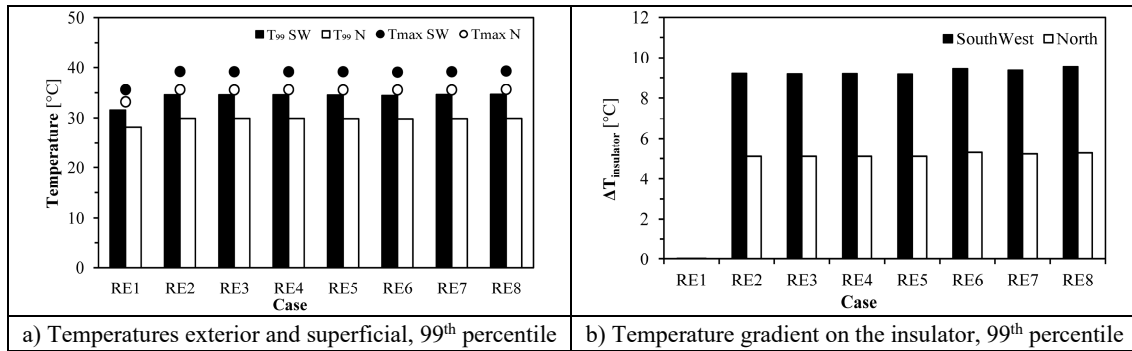 50
40
30
20
10
0
Temperature [°C]
T₉₉ SW T₉₉ N Tmax SW Tmax N
RE1 RE2 RE3 RE4 RE5 RE6 RE7 RE8
Case
a) Temperatures exterior and superficial, 99th percentile
12
10
8
6
4
2
0
ΔTinsulator [°C]
SouthWest North
RE1 RE2 RE3 RE4 RE5 RE6 RE7 RE8
Case
b) Temperature gradient on the insulator, 99th percentile